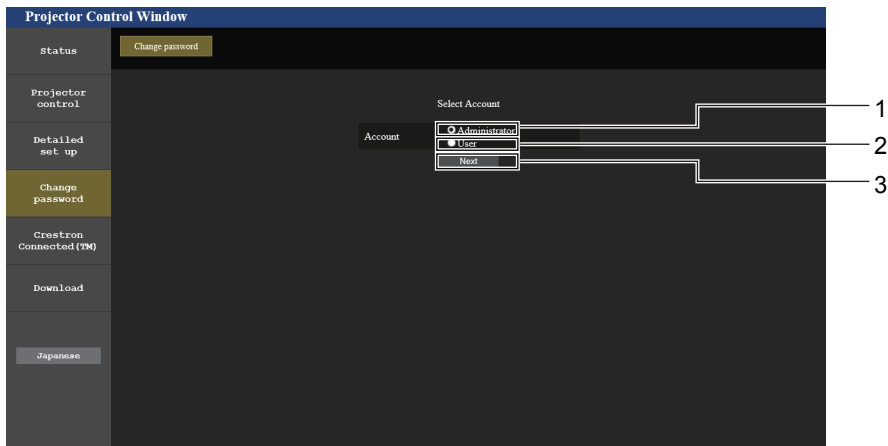 Projector Control Window
Status
Change password
Projector
control
Select Account
1
Account
Administrator
User
2
Next
3
Detailed
set up
Change
password
Crestron
Connected(TM)
Download
Japanese